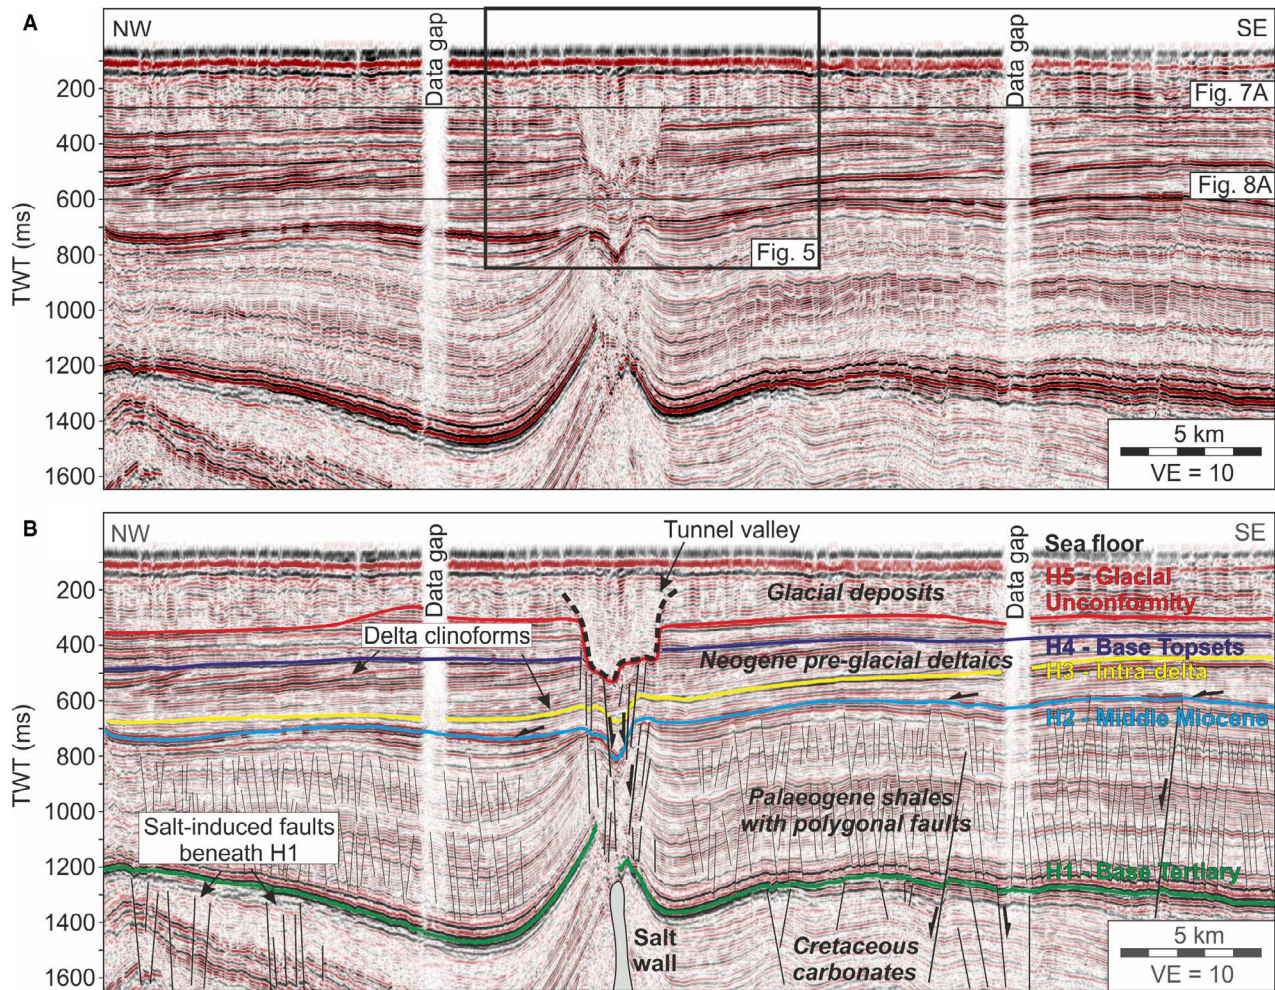 A
NW
Data gap
Data gap
SE
200
400
600
800
1000
1200
1400
1600
TWT (ms)
Fig. 7A
Fig. 8A
Fig. 5
5 km
VE = 10
B
NW
Data gap
Tunnel valley
Data gap
SE
Sea floor
H5 - Glacial
Unconformity
Glacial deposits
Delta clinoforms
H4 - Base Topsets
Neogene pre-glacial deltaics
H3 - Intra-delta
H2 - Middle Miocene
200
400
600
800
1000
1200
1400
1600
TWT (ms)
Palaeogene shales
with polygonal faults
Salt-induced faults
beneath H1
H1 - Base Tertiary
Salt
wall
Cretaceous
carbonates
5 km
VE = 10